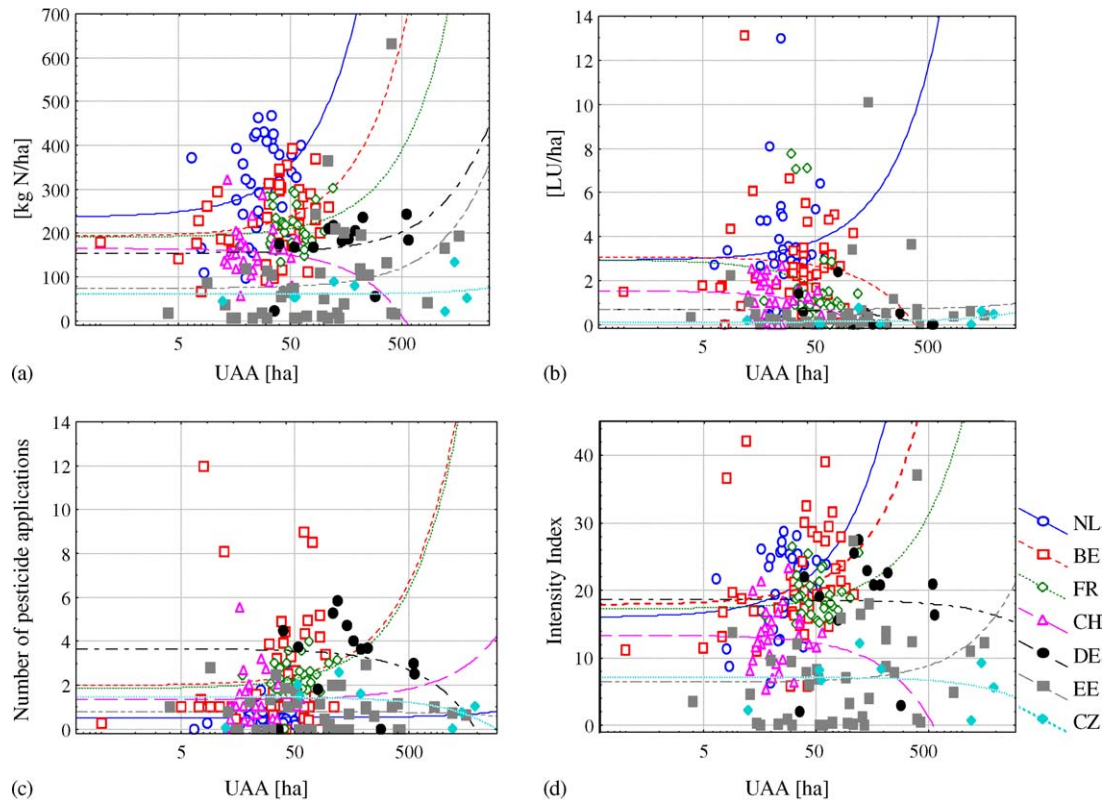 700
600
500
400
300
200
100
0
[kg N/ha]
5 50 500
(a) UAA [ha]
14
12
10
8
6
4
2
0
[LU/ha]
5 50 500
(b) UAA [ha]
14
12
10
8
6
4
2
0
Number of pesticide applications
5 50 500
(c) UAA [ha]
40
30
20
10
0
Intensity Index
5 50 500
(d) UAA [ha]
NL
BE
FR
CH
DE
EE
CZ